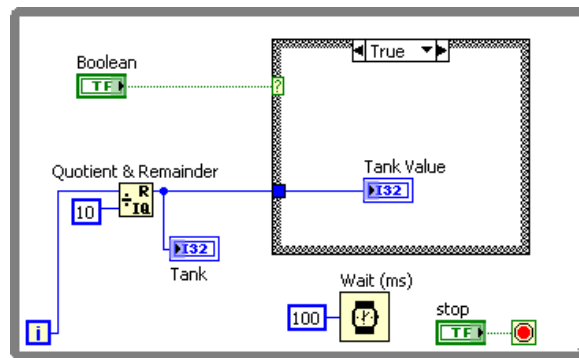 True
Boolean
TF
?
Tank Value
I32
Quotient & Remainder
R
IQ
10
I32
Tank
Wait (ms)
100
stop
TF
i